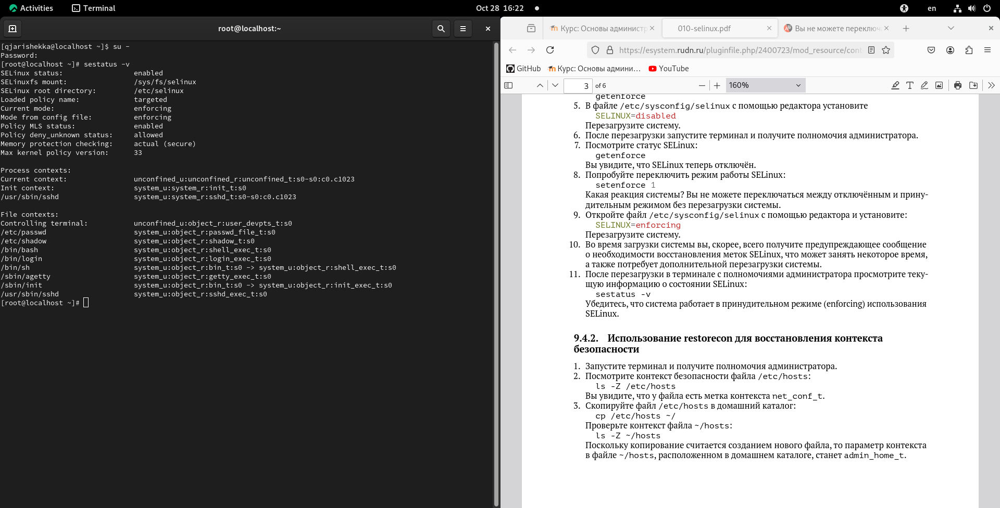 Activities
Terminal
Oct 28 16:22
en
root@localhost:~
[qjarishekka@localhost ~]$ su -
Password:
[root@localhost ~]# sestatus -v
SELinux status: enabled
SELinuxfs mount: /sys/fs/selinux
SELinux root directory: /etc/selinux
Loaded policy name: targeted
Current mode: enforcing
Mode from config file: enforcing
Policy MLS status: enabled
Policy deny_unknown status: allowed
Memory protection checking: actual (secure)
Max kernel policy version: 33
Process contexts:
Current context: unconfined_u:unconfined_r:unconfined_t:s0-s0:c0.c1023
Init context: system_u:system_r:init_t:s0
/usr/sbin/sshd system_u:system_r:sshd_t:s0-s0:c0.c1023
File contexts:
Controlling terminal: unconfined_u:object_r:user_devpts_t:s0
/etc/passwd system_u:object_r:passwd_file_t:s0
/etc/shadow system_u:object_r:shadow_t:s0
/bin/bash system_u:object_r:shell_exec_t:s0
/bin/login system_u:object_r:login_exec_t:s0
/bin/sh system_u:object_r:bin_t:s0 -> system_u:object_r:shell_exec_t:s0
/sbin/agetty system_u:object_r:getty_exec_t:s0
/sbin/init system_u:object_r:bin_t:s0 -> system_u:object_r:init_exec_t:s0
/usr/sbin/sshd system_u:object_r:sshd_exec_t:s0
[root@localhost ~]#
Курс: Основы администр
010-selinux.pdf
Вы не можете переключ
https://esystem.rudn.ru/pluginfile.php/2400723/mod_resource/cont
GitHub
Курс: Основы админи…
YouTube
3 of 6
160%
getenforce
5. В файле /etc/sysconfig/selinux с помощью редактора установите
SELINUX=disabled
Перезагрузите систему.
6. После перезагрузки запустите терминал и получите полномочия администратора.
7. Посмотрите статус SELinux:
getenforce
Вы увидите, что SELinux теперь отключён.
8. Попробуйте переключить режим работы SELinux:
setenforce 1
Какая реакция системы? Вы не можете переключаться между отключённым и прину-
дительным режимом без перезагрузки системы.
9. Откройте файл /etc/sysconfig/selinux с помощью редактора и установите:
SELINUX=enforcing
Перезагрузите систему.
10. Во время загрузки системы вы, скорее, всего получите предупреждающее сообщение
о необходимости восстановления меток SELinux, что может занять некоторое время,
а также потребует дополнительной перезагрузки системы.
11. После перезагрузки в терминале с полномочиями администратора просмотрите теку-
щую информацию о состоянии SELinux:
sestatus -v
Убедитесь, что система работает в принудительном режиме (enforcing) использования
SELinux.
9.4.2. Использование restorecon для восстановления контекста
безопасности
1. Запустите терминал и получите полномочия администратора.
2. Посмотрите контекст безопасности файла /etc/hosts:
ls -Z /etc/hosts
Вы увидите, что у файла есть метка контекста net_conf_t.
3. Скопируйте файл /etc/hosts в домашний каталог:
cp /etc/hosts ~/
Проверьте контекст файла ~/hosts:
ls -Z ~/hosts
Поскольку копирование считается созданием нового файла, то параметр контекста
в файле ~/hosts, расположенном в домашнем каталоге, станет admin_home_t.